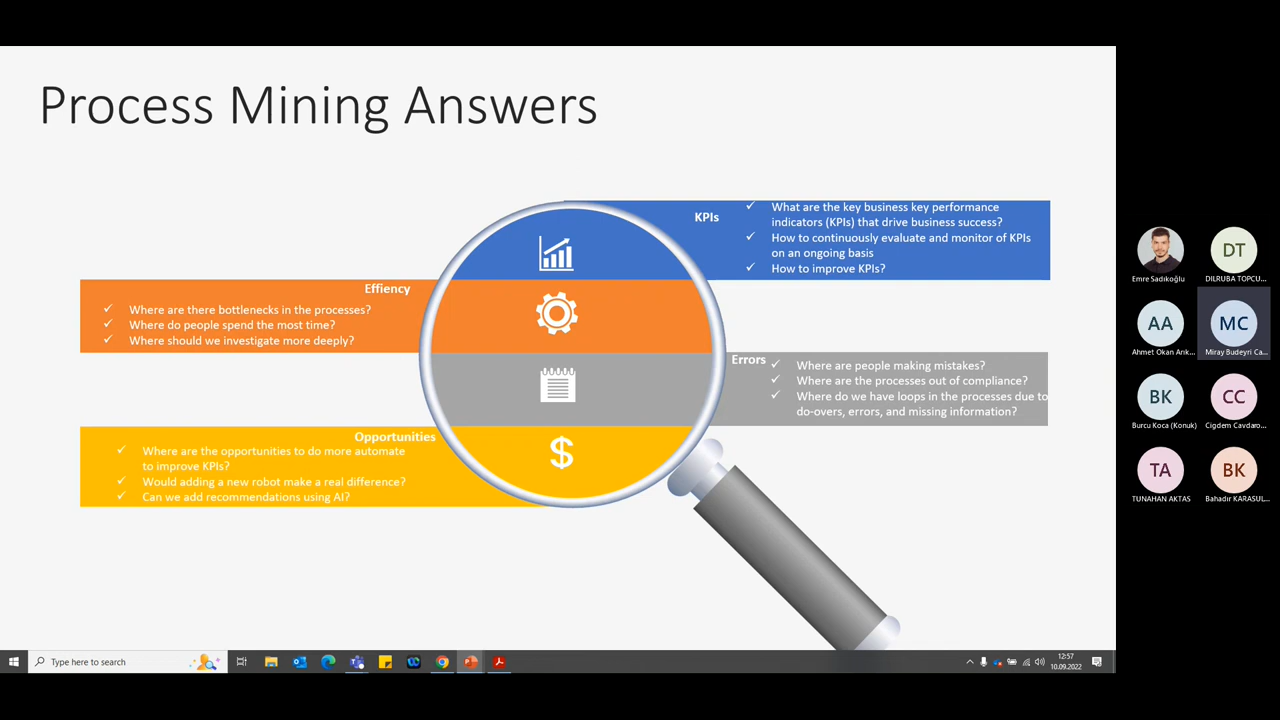 Process Mining Answers
KPIs
What are the key business key performance
indicators (KPIs) that drive business success?
How to continuously evaluate and monitor of KPIs
on an ongoing basis
How to improve KPIs?
Effiency
Where are there bottlenecks in the processes?
Where do people spend the most time?
Where should we investigate more deeply?
Errors
Where are people making mistakes?
Where are the processes out of compliance?
Where do we have loops in the processes due to
do-overs, errors, and missing information?
Opportunities
Where are the opportunities to do more automate
to improve KPIs?
Would adding a new robot make a real difference?
Can we add recommendations using AI?
$
Emre Sadıkoğlu
DT
DILRUBA TOPCU...
AA
Ahmet Okan Arık...
MC
Miray Budeyri Ca...
BK
Burcu Koca (Konuk)
CC
Cigdem Cavdaro...
TA
TUNAHAN AKTAS
BK
Bahadır KARASUL...
Type here to search
12:57
10.09.2022